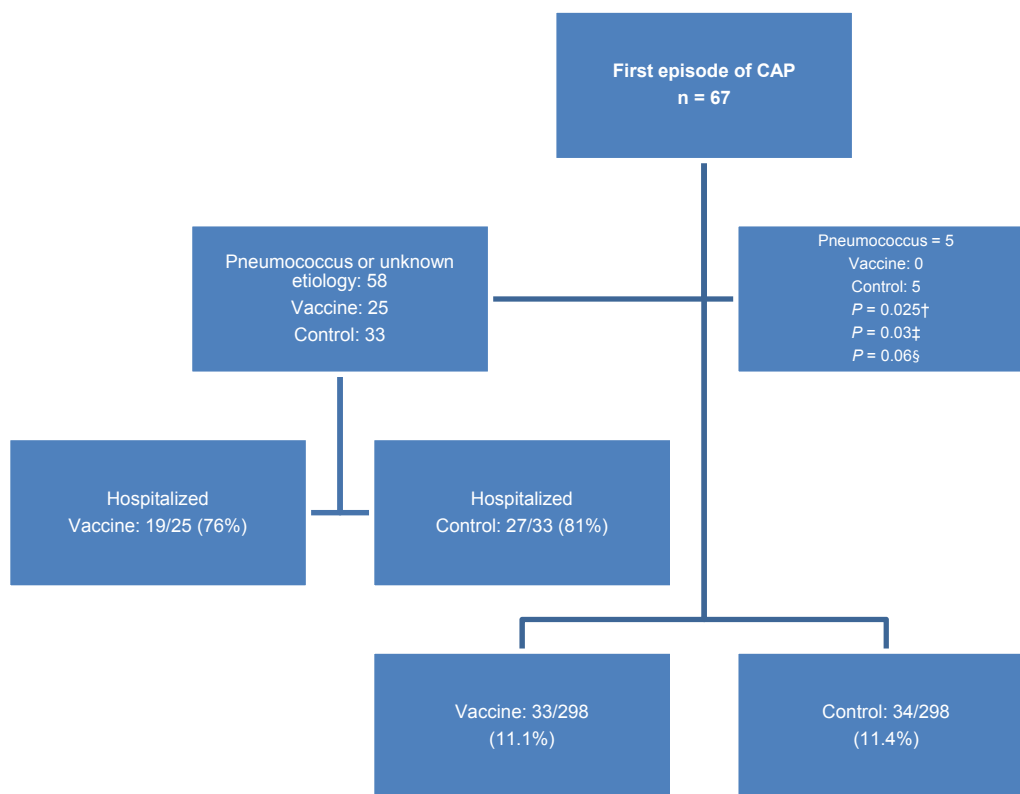 First episode of CAP
n = 67
Pneumococcus or unknown
etiology: 58
Vaccine: 25
Control: 33
Pneumococcus = 5
Vaccine: 0
Control: 5
P = 0.025†
P = 0.03‡
P = 0.06§
Hospitalized
Vaccine: 19/25 (76%)
Hospitalized
Control: 27/33 (81%)
Vaccine: 33/298
(11.1%)
Control: 34/298
(11.4%)